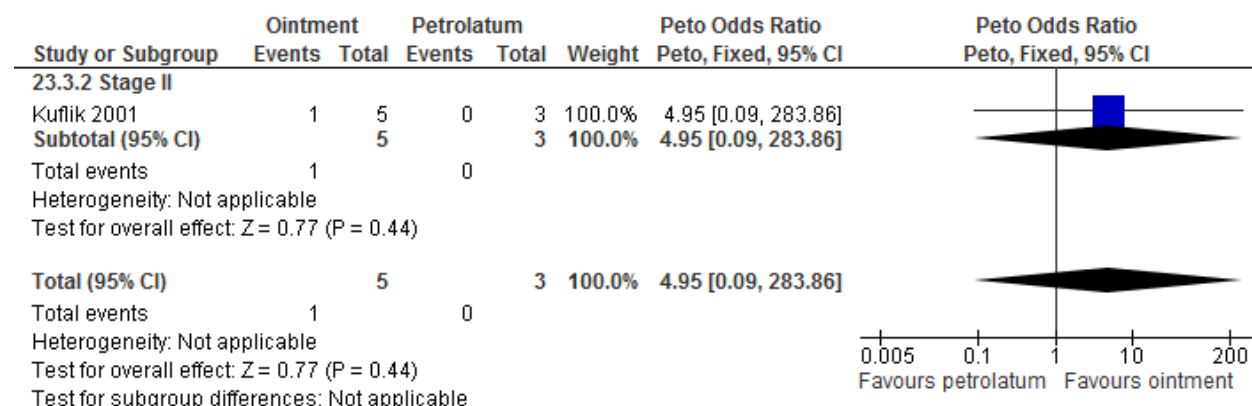 Ointment Petrolatum Peto Odds Ratio Peto Odds Ratio
Study or Subgroup Events Total Events Total Weight Peto, Fixed, 95% CI Peto, Fixed, 95% CI
23.3.2 Stage II
Kuflik 2001 1 5 0 3 100.0% 4.95 [0.09, 283.86]
Subtotal (95% CI) 5 3 100.0% 4.95 [0.09, 283.86]
Total events 1 0
Heterogeneity: Not applicable
Test for overall effect: Z = 0.77 (P = 0.44)
Total (95% CI) 5 3 100.0% 4.95 [0.09, 283.86]
Total events 1 0
Heterogeneity: Not applicable
Test for overall effect: Z = 0.77 (P = 0.44)
Test for subgroup differences: Not applicable
0.005 0.1 1 10 200
Favours petrolatum Favours ointment